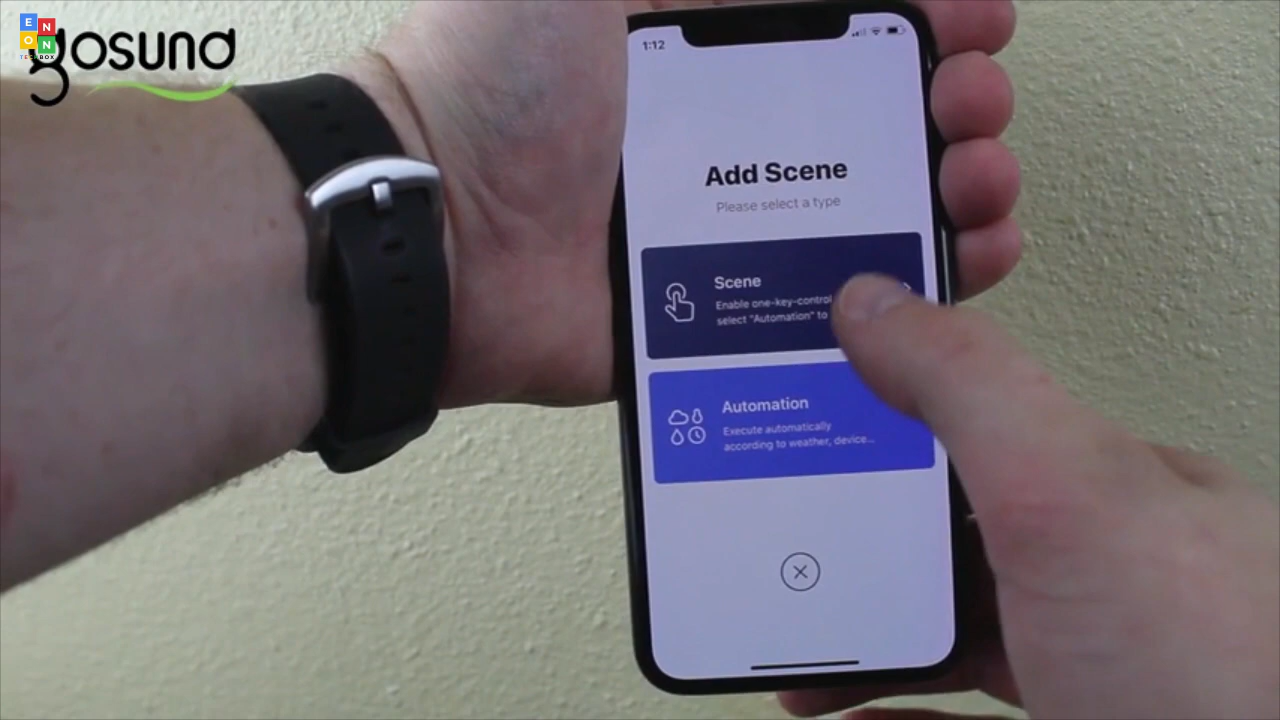 E
N
O
N
TECHBOX
gosund
1:12
Add Scene
Please select a type
Scene
Enable one-key-control
select "Automation" to
Automation
Execute automatically
according to weather, device...